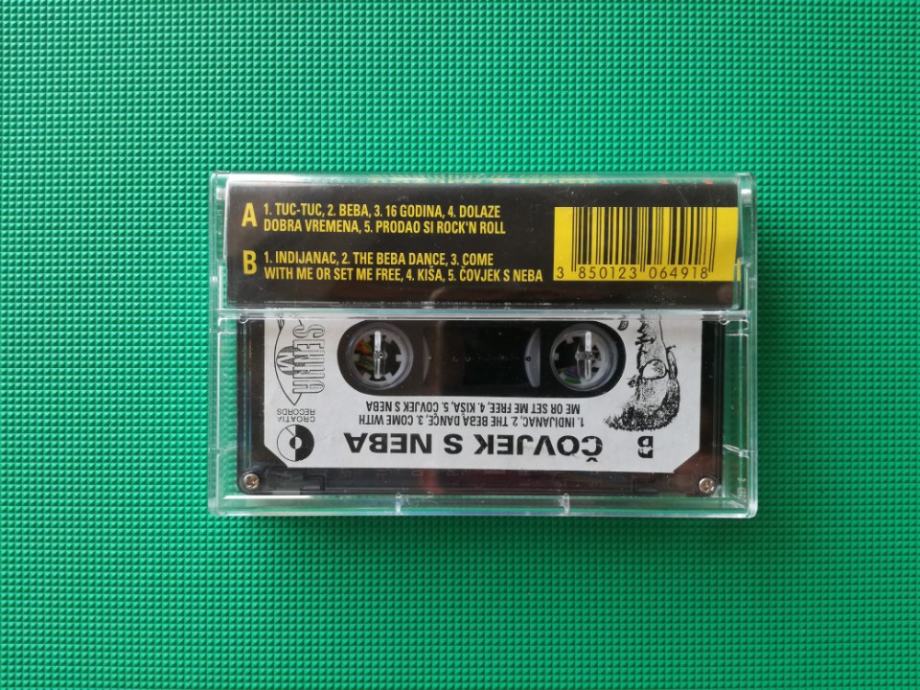 A 1. TUC-TUC, 2. BEBA, 3. 16 GODINA, 4. DOLAZE
DOBRA VREMENA, 5. PRODAO SI ROCK'N ROLL
B 1. INDIJANAC, 2. THE BEBA DANCE, 3. COME
WITH ME OR SET ME FREE, 4. KIŠA, 5. ČOVJEK S NEBA
3 850123 064918
B
ČOVJEK S NEBA
1. INDIJANAC, 2. THE BEBA DANCE, 3. COME WITH
ME OR SET ME FREE, 4. KIŠA, 5. ČOVJEK S NEBA
CROATIA
RECORDS